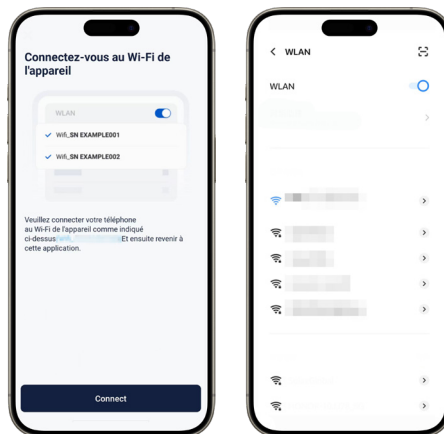 Connectez-vous au Wi-Fi de
l'appareil
WLAN
Wifi_SN EXAMPLE001
Wifi_SN EXAMPLE002
Veuillez connecter votre téléphone
au Wi-Fi de l'appareil comme indiqué
ci-dessus Et ensuite revenir à
cette application.
Connect
WLAN
WLAN